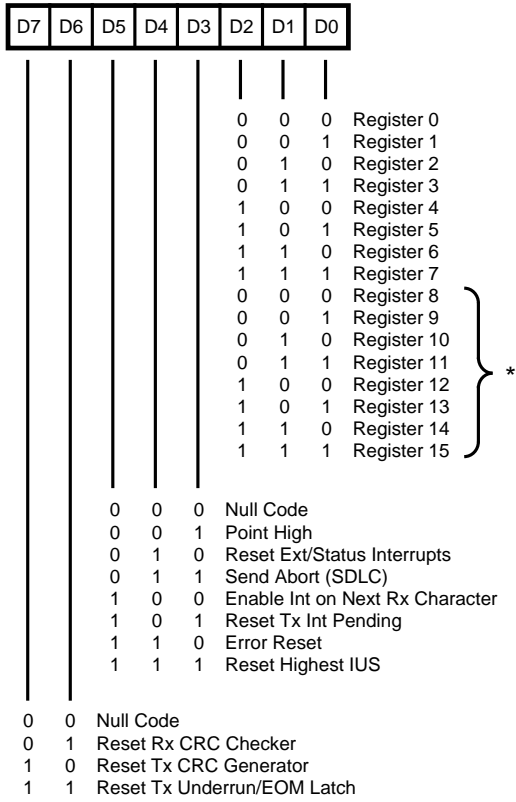 D7 D6 D5 D4 D3 D2 D1 D0
0 0 0 Register 0
0 0 1 Register 1
0 1 0 Register 2
0 1 1 Register 3
1 0 0 Register 4
1 0 1 Register 5
1 1 0 Register 6
1 1 1 Register 7
0 0 0 Register 8
0 0 1 Register 9
0 1 0 Register 10
0 1 1 Register 11
*
1 0 0 Register 12
1 0 1 Register 13
1 1 0 Register 14
1 1 1 Register 15
0 0 0 Null Code
0 0 1 Point High
0 1 0 Reset Ext/Status Interrupts
0 1 1 Send Abort (SDLC)
1 0 0 Enable Int on Next Rx Character
1 0 1 Reset Tx Int Pending
1 1 0 Error Reset
1 1 1 Reset Highest IUS
0 0 Null Code
0 1 Reset Rx CRC Checker
1 0 Reset Tx CRC Generator
1 1 Reset Tx Underrun/EOM Latch